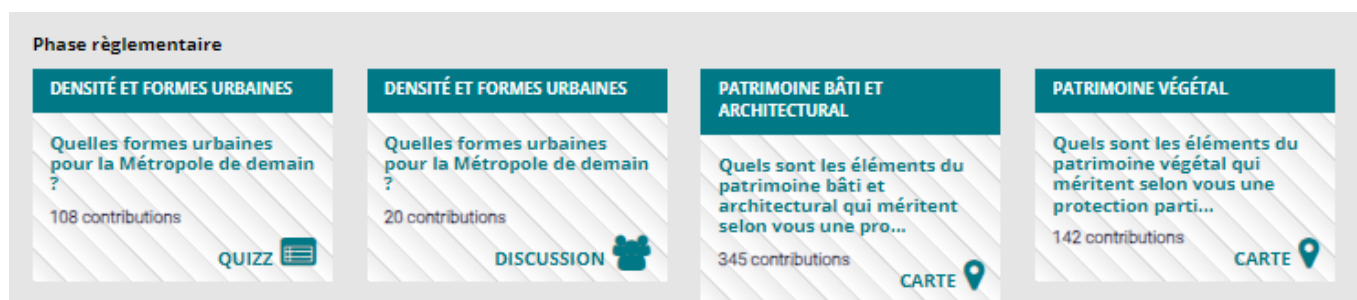 Phase règlementaire
DENSITÉ ET FORMES URBAINES
Quelles formes urbaines
pour la Métropole de demain
?
108 contributions
QUIZZ
DENSITÉ ET FORMES URBAINES
Quelles formes urbaines
pour la Métropole de demain
?
20 contributions
DISCUSSION
PATRIMOINE BÂTI ET
ARCHITECTURAL
Quels sont les éléments du
patrimoine bâti et
architectural qui méritent
selon vous une pro...
345 contributions
CARTE
PATRIMOINE VÉGÉTAL
Quels sont les éléments du
patrimoine végétal qui
méritent selon vous une
protection parti...
142 contributions
CARTE